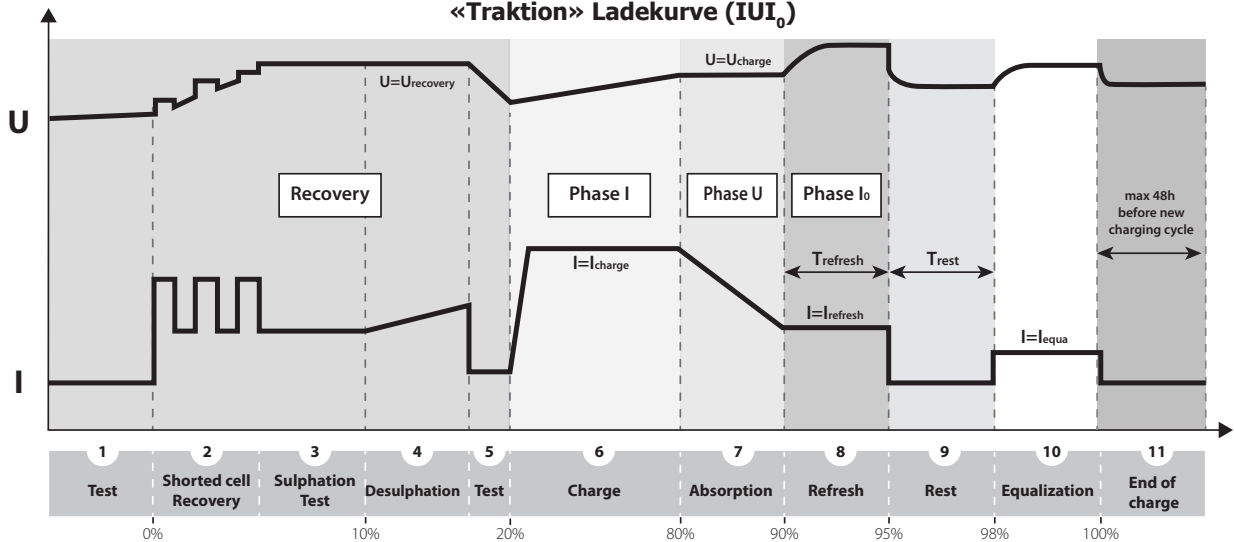 «Traktion» Ladekurve (IUI₀)
U
U=Urecovery
U=Ucharge
Recovery
Phase I
Phase U
Phase I₀
max 48h
before new
charging cycle
I=Icharge
Trefresh
Trest
I=Irefresh
I=Iequa
I
1
2
3
4
5
6
7
8
9
10
11
Test
Shorted cell
Recovery
Sulphation
Test
Desulphation
Test
Charge
Absorption
Refresh
Rest
Equalization
End of
charge
0%
10%
20%
80%
90%
95%
98%
100%